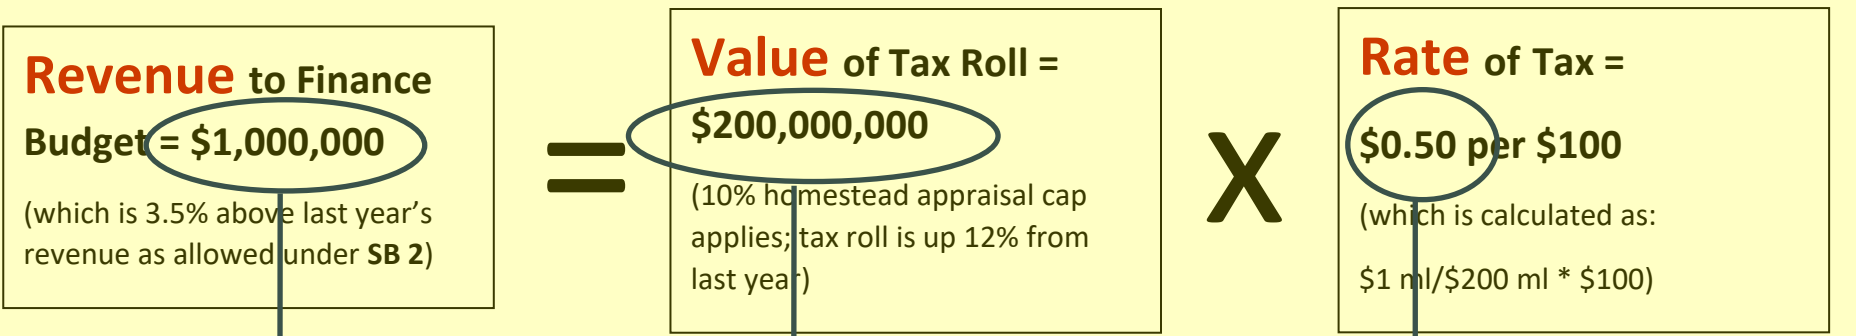 Revenue to Finance
Budget = $1,000,000
(which is 3.5% above last year's
revenue as allowed under SB 2)
=
Value of Tax Roll =
$200,000,000
(10% homestead appraisal cap
applies; tax roll is up 12% from
last year)
X
Rate of Tax =
$0.50 per $100
(which is calculated as:
$1 ml/$200 ml * $100)